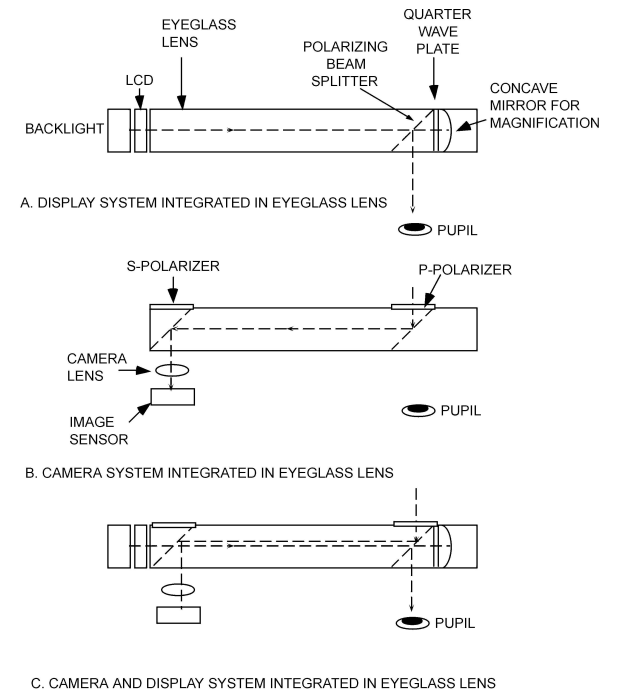 EYEGLASS
LENS
QUARTER
WAVE
PLATE
POLARIZING
BEAM
SPLITTER
LCD
CONCAVE
MIRROR FOR
MAGNIFICATION
BACKLIGHT
A. DISPLAY SYSTEM INTEGRATED IN EYEGLASS LENS
PUPIL
S-POLARIZER
P-POLARIZER
CAMERA
LENS
IMAGE
SENSOR
PUPIL
B. CAMERA SYSTEM INTEGRATED IN EYEGLASS LENS
PUPIL
C. CAMERA AND DISPLAY SYSTEM INTEGRATED IN EYEGLASS LENS